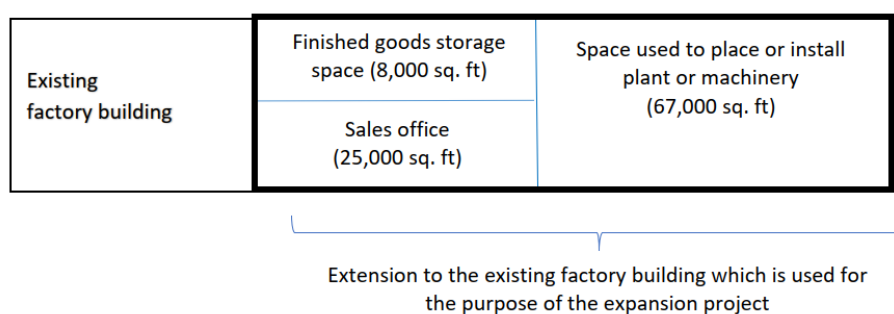 Existing
factory building
Finished goods storage
space (8,000 sq. ft)
Sales office
(25,000 sq. ft)
Space used to place or install
plant or machinery
(67,000 sq. ft)
Extension to the existing factory building which is used for
the purpose of the expansion project